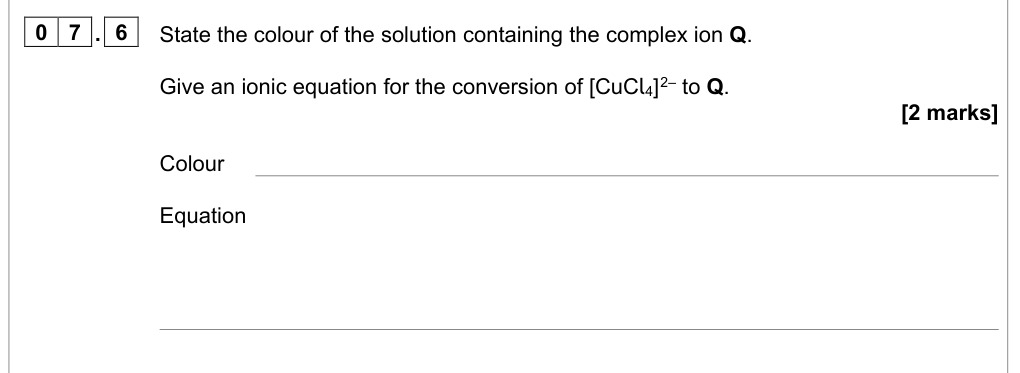 0 7 . 6 State the colour of the solution containing the complex ion Q.
Give an ionic equation for the conversion of [CuCl₄]²⁻ to Q.
[2 marks]
Colour
Equation